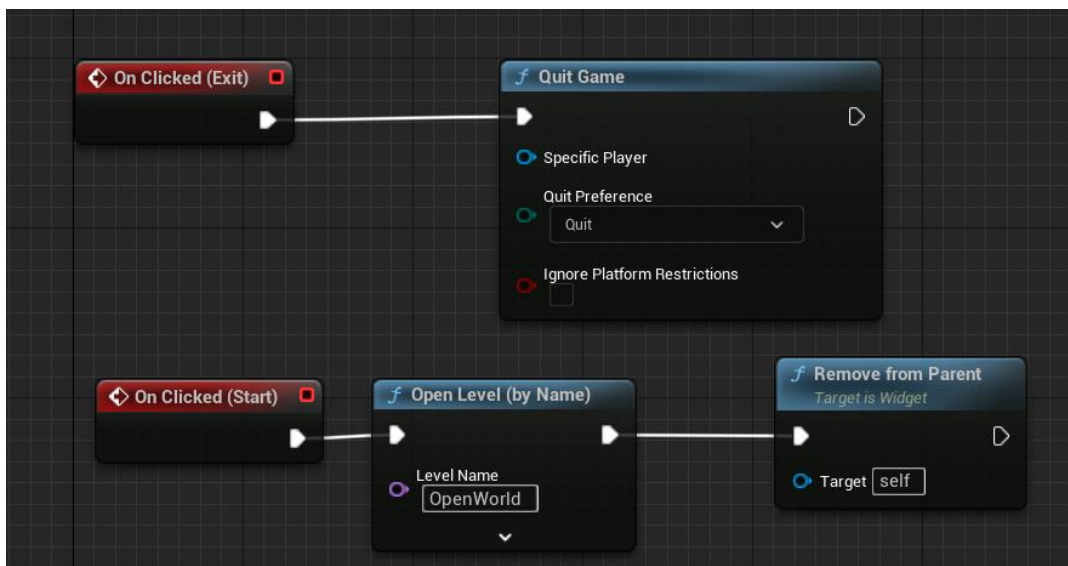 On Clicked (Exit)
f Quit Game
Specific Player
Quit Preference
Quit
Ignore Platform Restrictions
On Clicked (Start)
f Open Level (by Name)
Level Name
OpenWorld
f Remove from Parent
Target is Widget
Target self